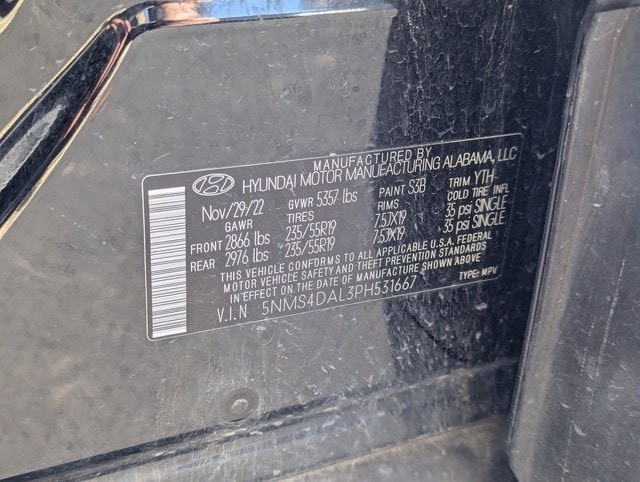 MANUFACTURED BY
HYUNDAI MOTOR MANUFACTURING ALABAMA, LLC
Nov/29/22 GVWR 5357 lbs PAINT S3B TRIM YTH-
GAWR TIRES RIMS COLD TIRE INFL
FRONT 2866 lbs 235/55R19 7.5JX19 35 psi SINGLE
REAR 2976 lbs 235/55R19 7.5JX19 35 psi SINGLE
THIS VEHICLE CONFORMS TO ALL APPLICABLE U.S.A. FEDERAL
MOTOR VEHICLE SAFETY AND THEFT PREVENTION STANDARDS
IN EFFECT ON THE DATE OF MANUFACTURE SHOWN ABOVE
V.I.N 5NMS4DAL3PH531667 TYPE: MPV